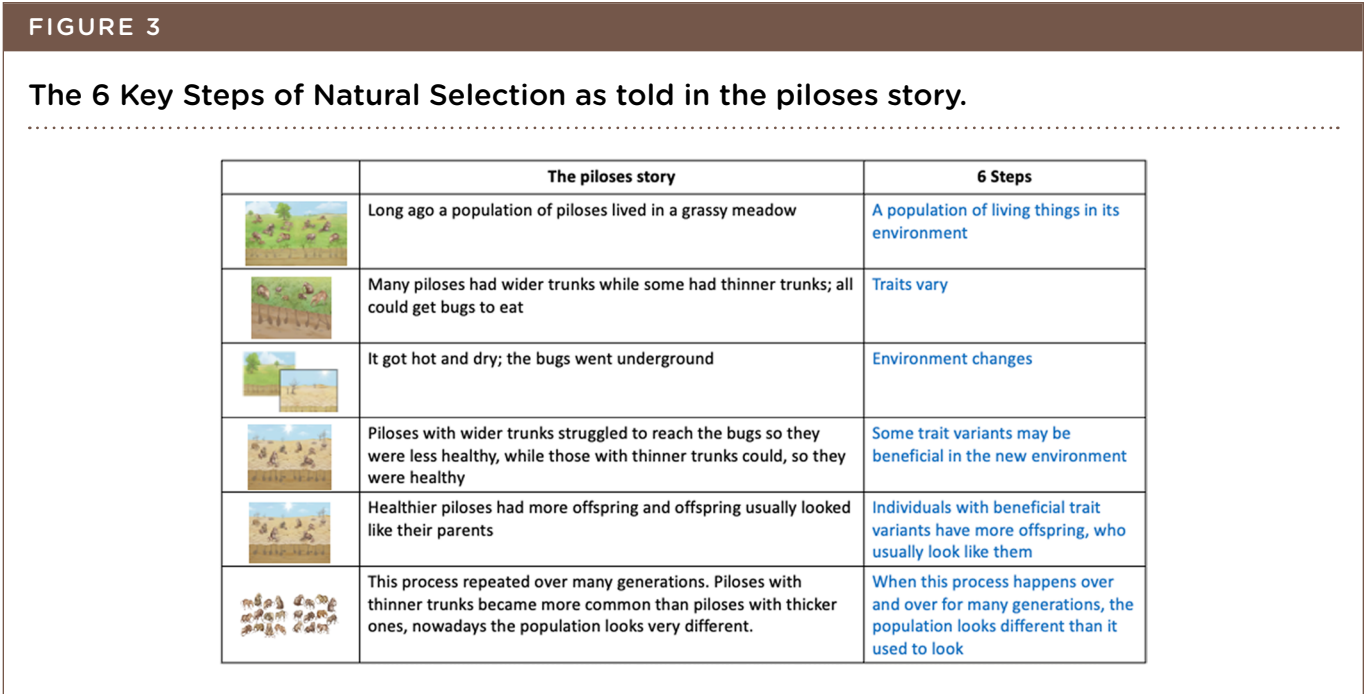 FIGURE 3
The 6 Key Steps of Natural Selection as told in the piloses story.
The piloses story
6 Steps
Long ago a population of piloses lived in a grassy meadow
A population of living things in its
environment
Many piloses had wider trunks while some had thinner trunks; all
could get bugs to eat
Traits vary
It got hot and dry; the bugs went underground
Environment changes
Piloses with wider trunks struggled to reach the bugs so they
were less healthy, while those with thinner trunks could, so they
were healthy
Some trait variants may be
beneficial in the new environment
Healthier piloses had more offspring and offspring usually looked
like their parents
Individuals with beneficial trait
variants have more offspring, who
usually look like them
This process repeated over many generations. Piloses with
thinner trunks became more common than piloses with thicker
ones, nowadays the population looks very different.
When this process happens over
and over for many generations, the
population looks different than it
used to look